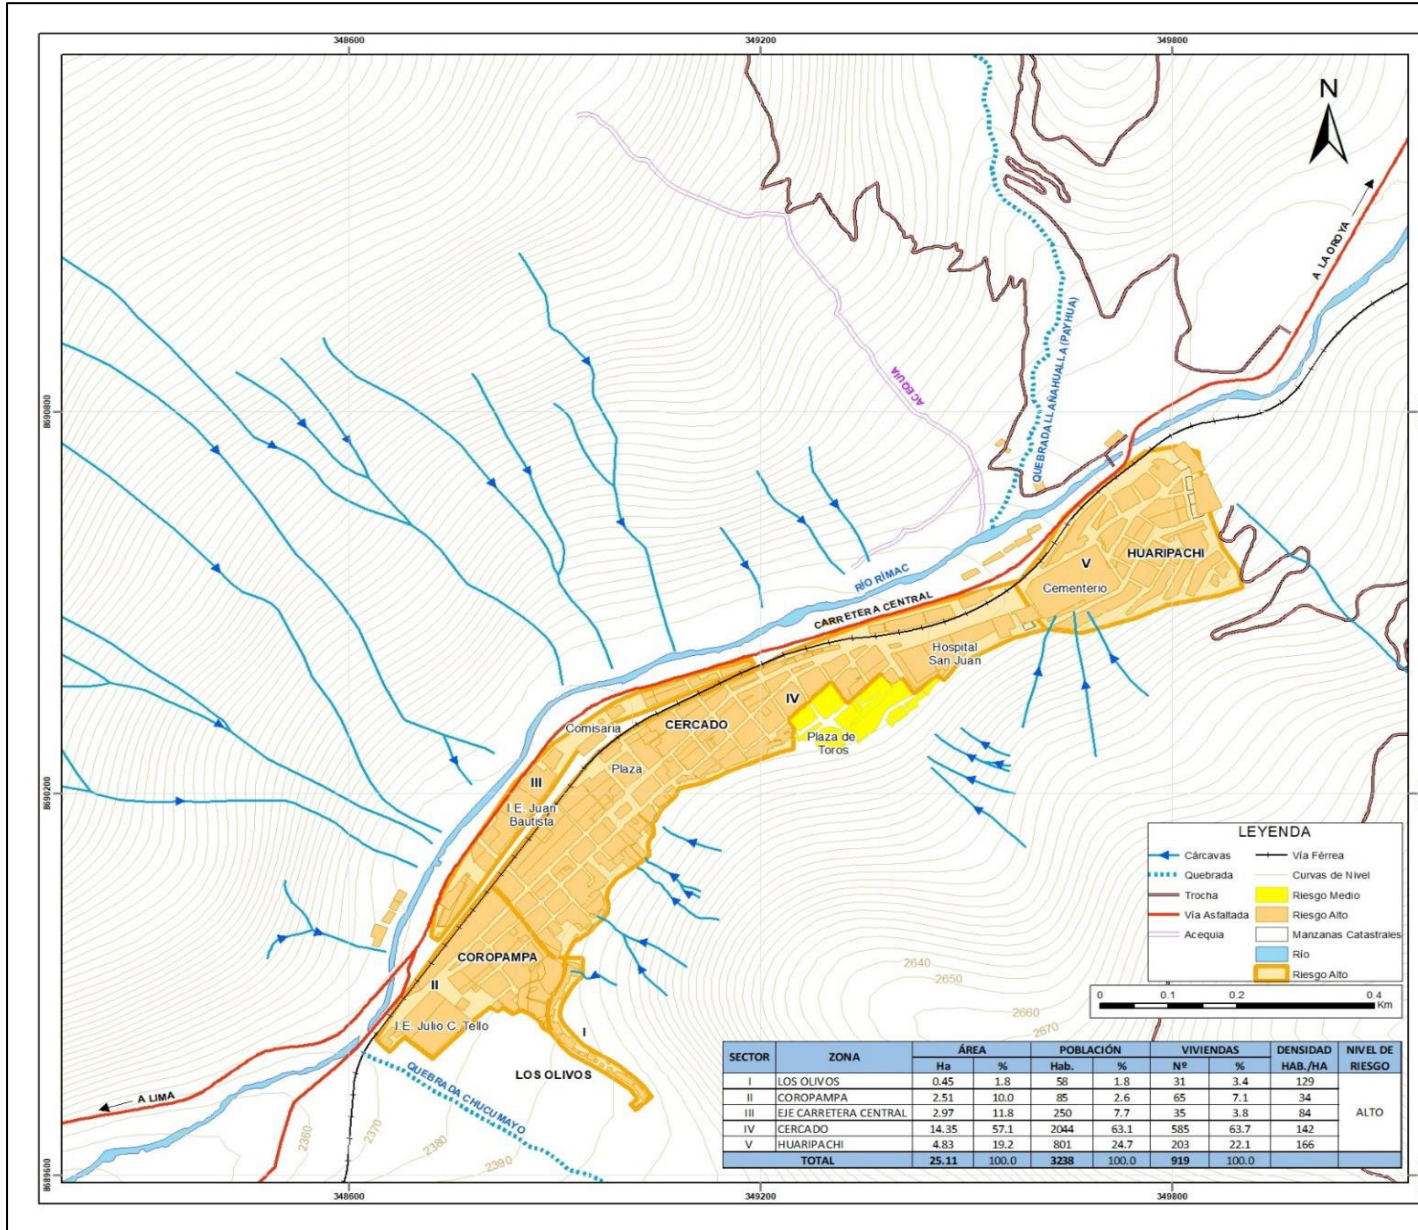 348600
349200
349800
N
A LA OROYA
ACEQUIA
QUEBRADA LLAÑAHUALLA (PAYHUA)
8690800
8690200
8689600
RÍO RÍMAC
CARRETERA CENTRAL
V
HUARIPACHI
Cementerio
Hospital
San Juan
IV
CERCADO
Comisaria
Plaza de
Toros
Plaza
III
I.E. Juan
Bautista
COROPAMPA
II
I.E. Julio C. Tello
I
LOS OLIVOS
QUEBRADA CHUCUMAYO
A LIMA
2360
2370
2380
2390
2640
2650
2660
2670
LEYENDA
Cárcavas
Vía Férrea
Quebrada
Curvas de Nivel
Trocha
Riesgo Medio
Vía Asfaltada
Riesgo Alto
Acequia
Manzanas Catastrales
Río
Riesgo Alto
0 0.1 0.2 0.4
Km
SECTOR ZONA ÁREA POBLACIÓN VIVIENDAS DENSIDAD NIVEL DE
Ha % Hab. % Nº % HAB./HA RIESGO
I LOS OLIVOS 0.45 1.8 58 1.8 31 3.4 129
II COROPAMPA 2.51 10.0 85 2.6 65 7.1 34
III EJE CARRETERA CENTRAL 2.97 11.8 250 7.7 35 3.8 84 ALTO
IV CERCADO 14.35 57.1 2044 63.1 585 63.7 142
V HUARIPACHI 4.83 19.2 801 24.7 203 22.1 166
TOTAL 25.11 100.0 3238 100.0 919 100.0
348600
349200
349800